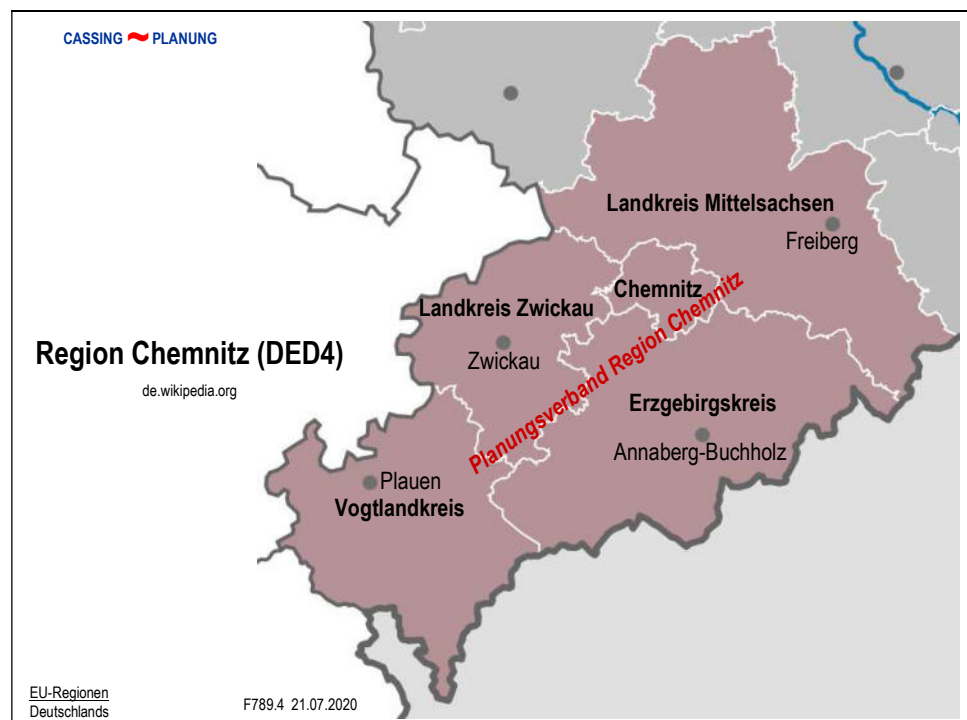 CASSING PLANUNG
Landkreis Mittelsachsen
Freiberg
Chemnitz
Landkreis Zwickau
Zwickau
Planungsverband Region Chemnitz
Region Chemnitz (DED4)
de.wikipedia.org
Erzgebirgskreis
Annaberg-Buchholz
Plauen
Vogtlandkreis
EU-Regionen
Deutschlands
F789.4 21.07.2020